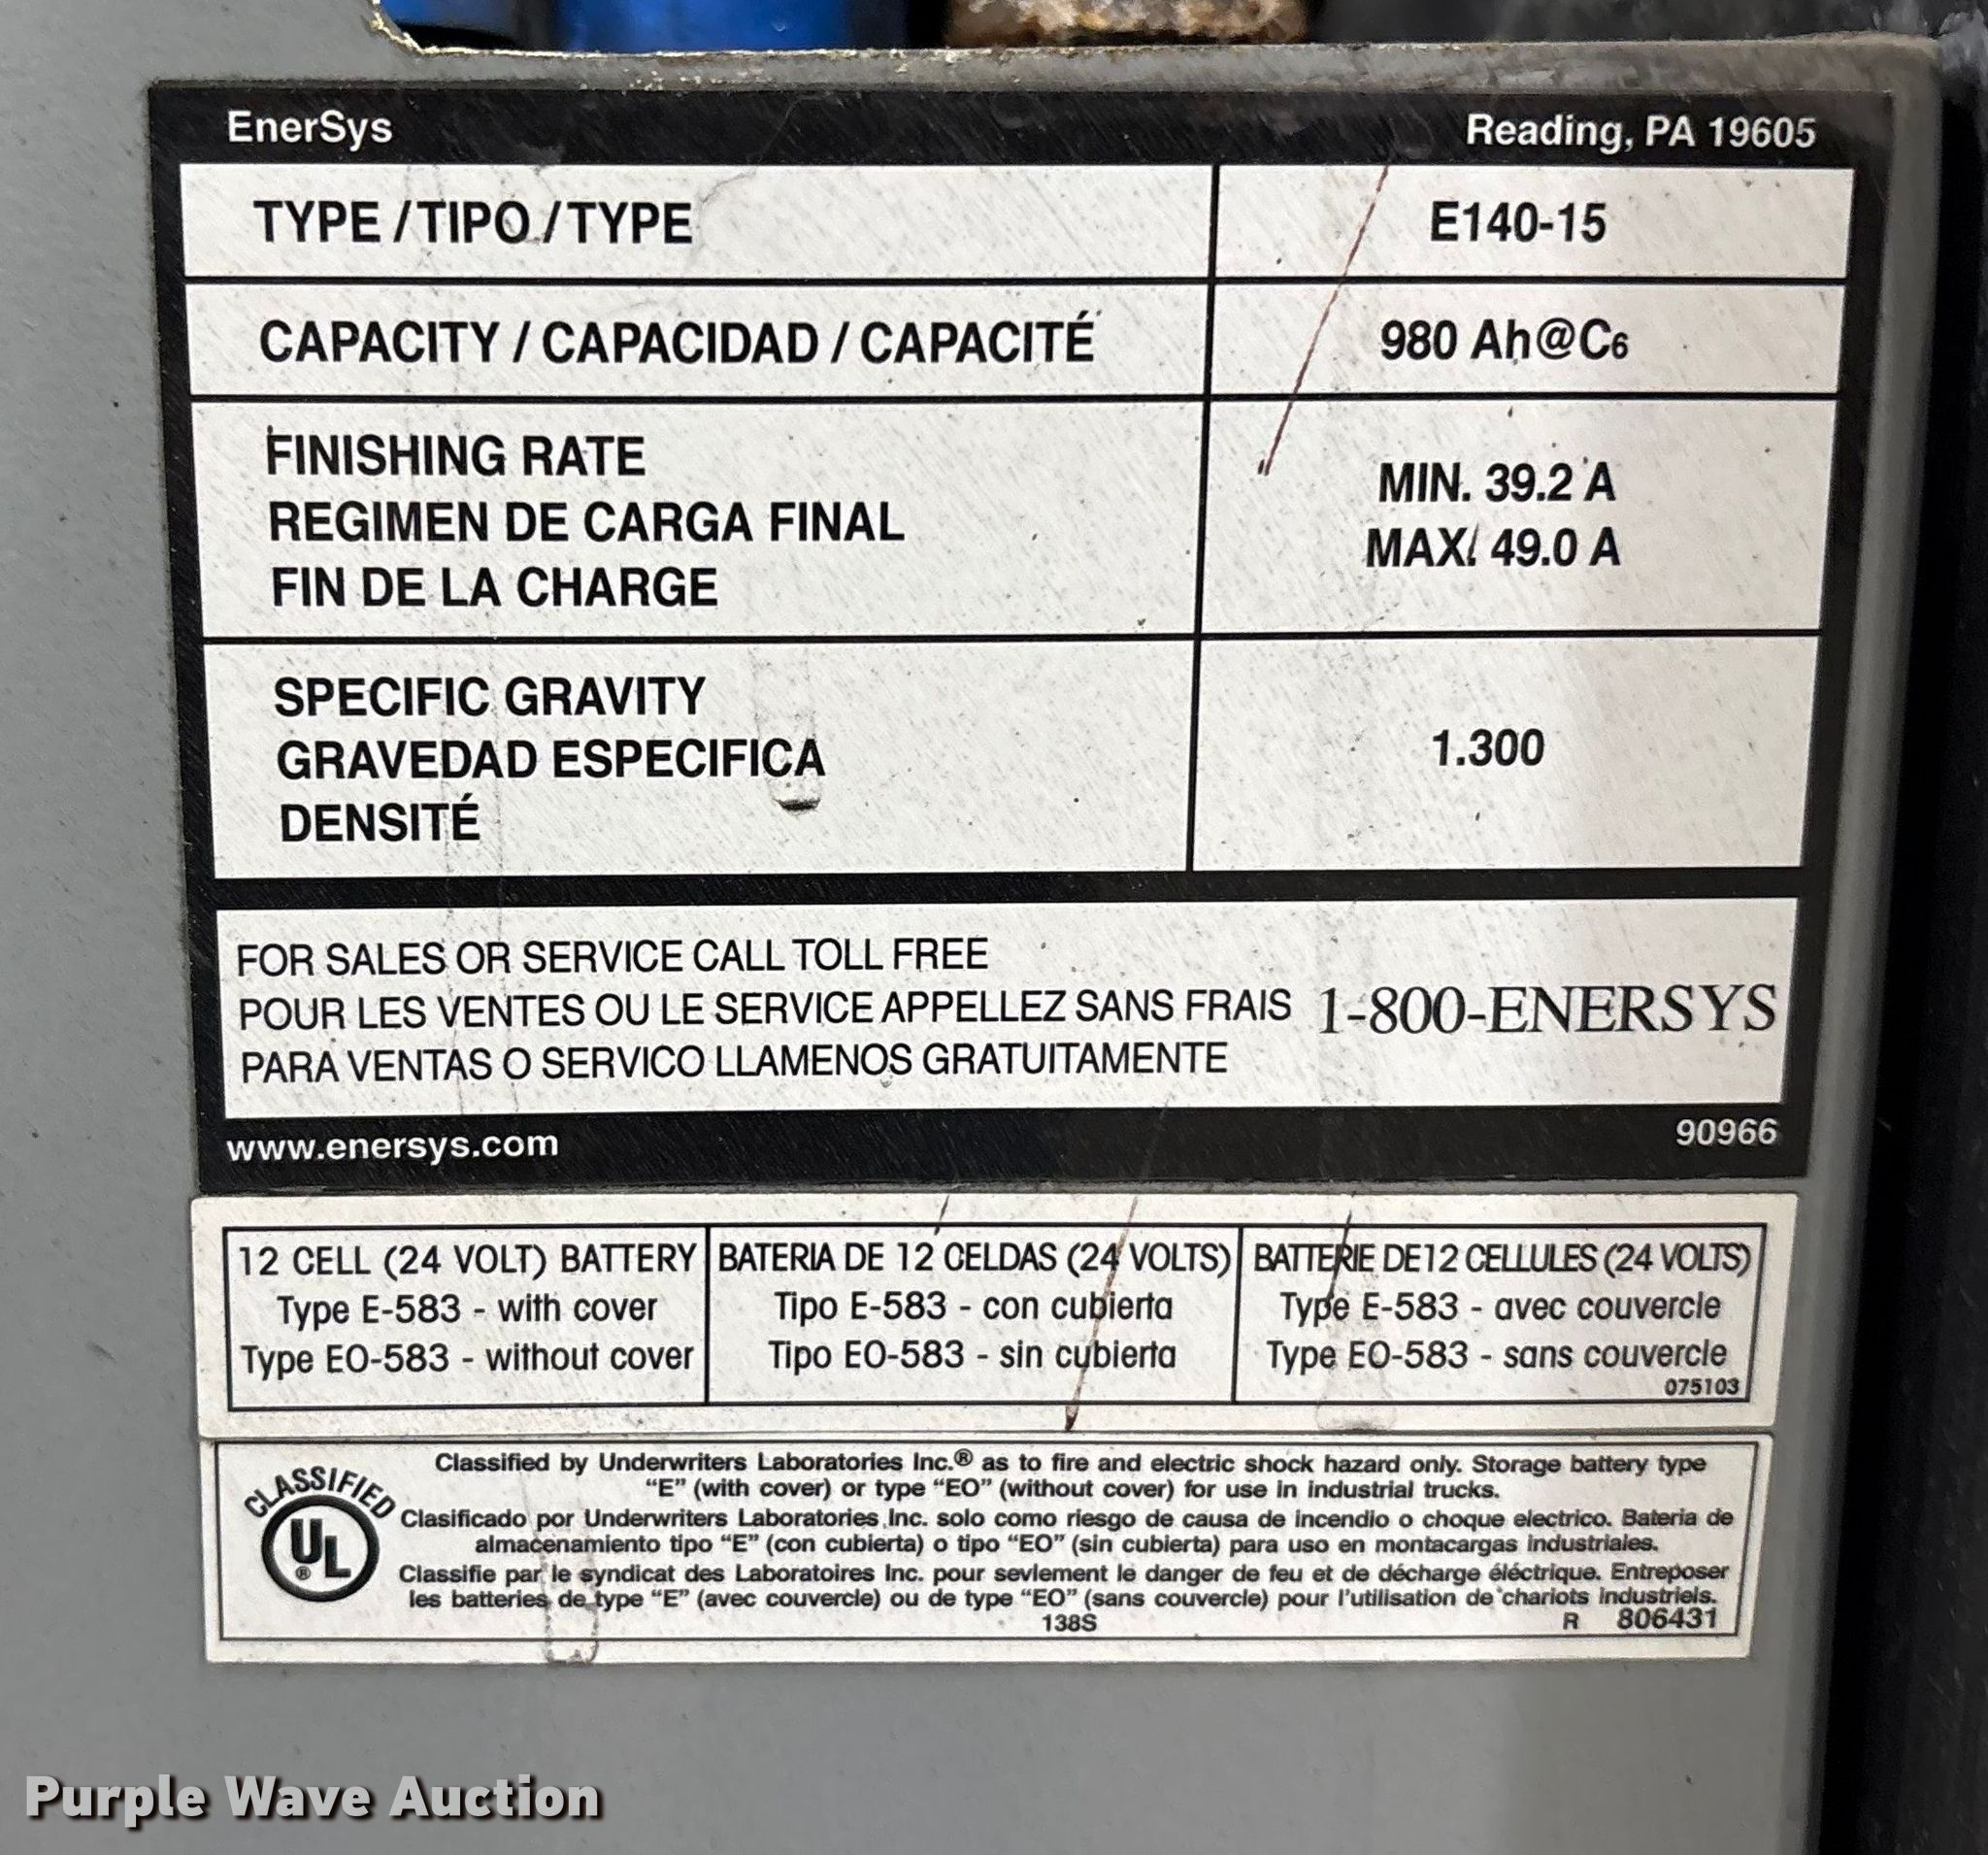 EnerSys
Reading, PA 19605
TYPE / TIPO / TYPE
E140-15
CAPACITY / CAPACIDAD / CAPACITÉ
980 Ah@C6
FINISHING RATE
REGIMEN DE CARGA FINAL
FIN DE LA CHARGE
MIN. 39.2 A
MAX. 49.0 A
SPECIFIC GRAVITY
GRAVEDAD ESPECIFICA
DENSITÉ
1.300
FOR SALES OR SERVICE CALL TOLL FREE
POUR LES VENTES OU LE SERVICE APPELLEZ SANS FRAIS
PARA VENTAS O SERVICO LLAMENOS GRATUITAMENTE
1-800-ENERSYS
www.enersys.com
90966
12 CELL (24 VOLT) BATTERY
Type E-583 - with cover
Type EO-583 - without cover
BATERIA DE 12 CELDAS (24 VOLTS)
Tipo E-583 - con cubierta
Tipo EO-583 - sin cubierta
BATTERIE DE12 CELLULES (24 VOLTS)
Type E-583 - avec couvercle
Type EO-583 - sans couvercle
075103
CLASSIFIED
UL®
Classified by Underwriters Laboratories Inc.® as to fire and electric shock hazard only. Storage battery type
"E" (with cover) or type "EO" (without cover) for use in industrial trucks.
Clasificado por Underwriters Laboratories Inc. solo como riesgo de causa de incendio o choque electrico. Bateria de
almacenamiento tipo "E" (con cubierta) o tipo "EO" (sin cubierta) para uso en montacargas industriales.
Classifie par le syndicat des Laboratoires Inc. pour sevlement le danger de feu et de décharge éléctrique. Entreposer
les batteries de type "E" (avec couvercle) ou de type "EO" (sans couvercle) pour l'utilisation de chariots industriels.
138S
R 806431
Purple Wave Auction